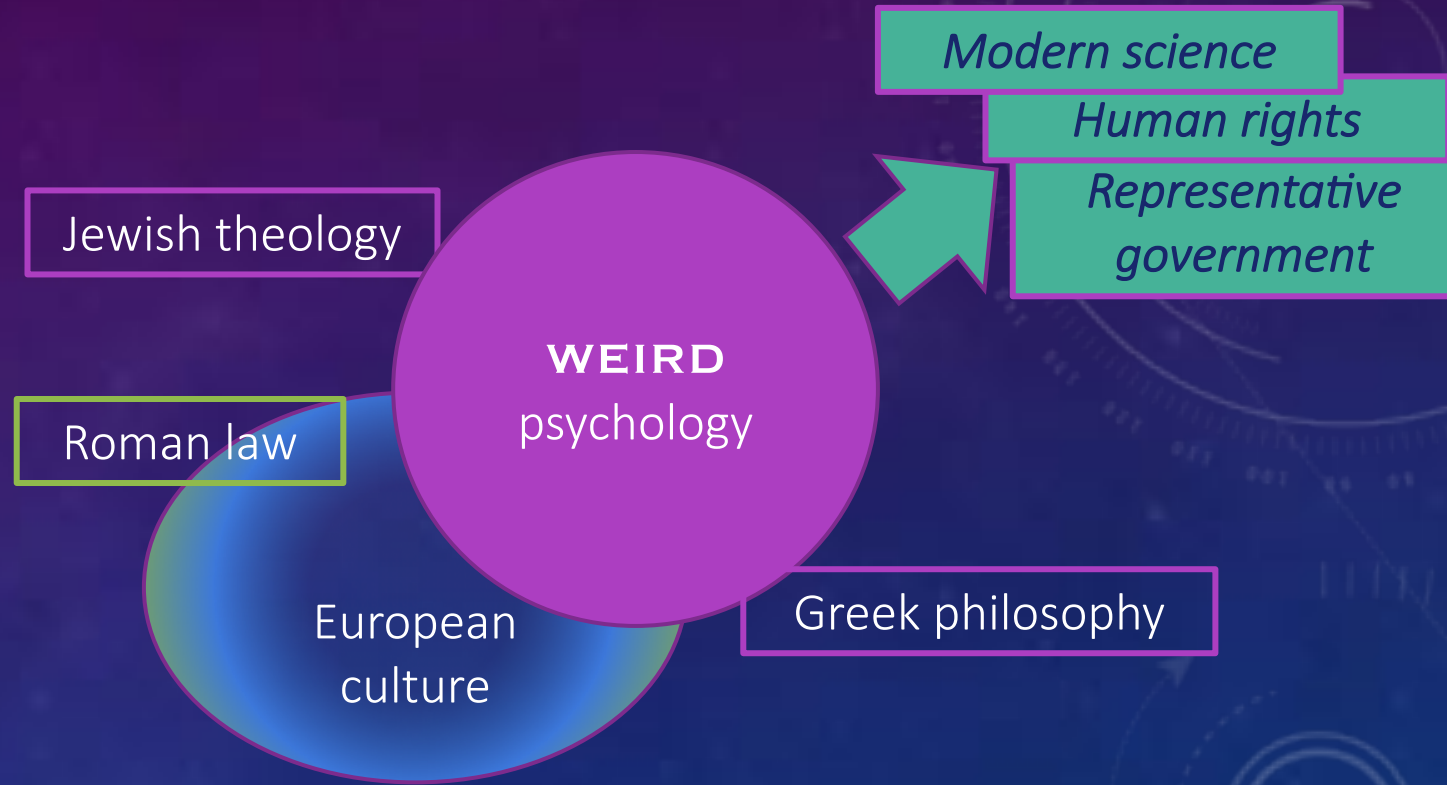 Modern science
Human rights
Representative
government
Jewish theology
WEIRD
psychology
Roman law
European
culture
Greek philosophy